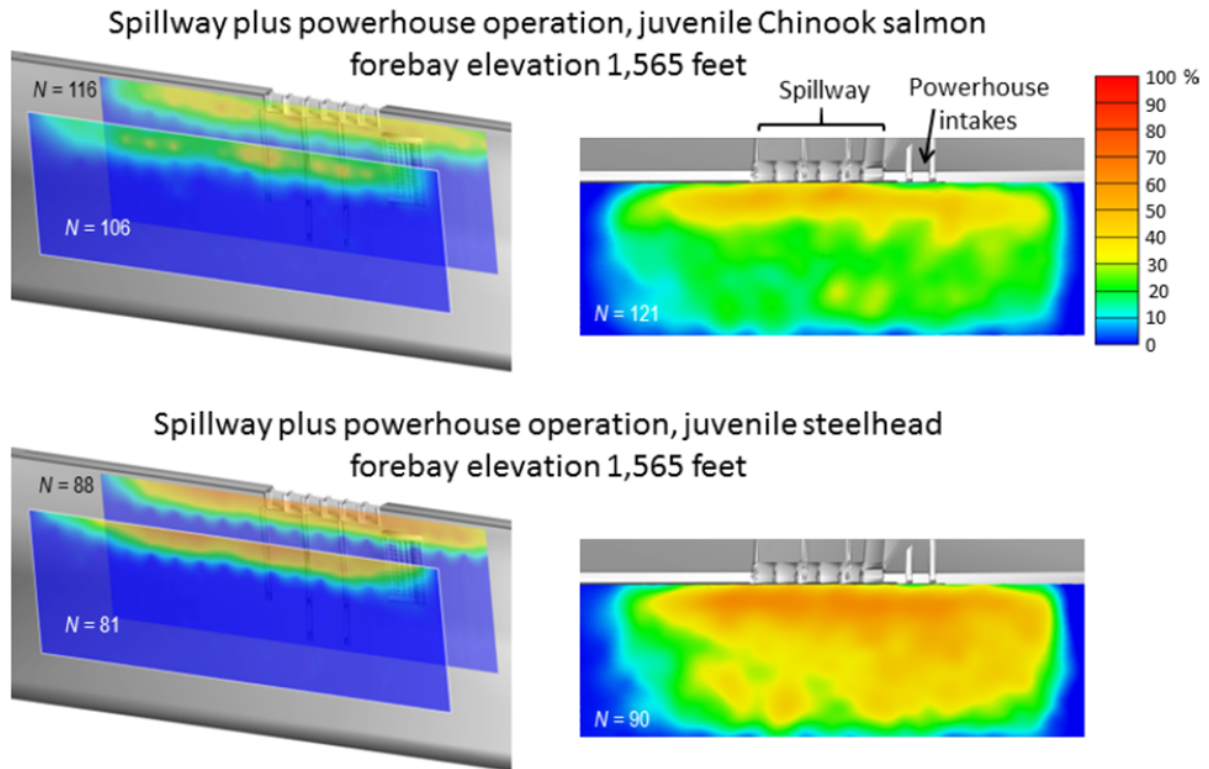 Spillway plus powerhouse operation, juvenile Chinook salmon
forebay elevation 1,565 feet
N = 116
N = 106
Spillway
Powerhouse
intakes
N = 121
100 %
90
80
70
60
50
40
30
20
10
0
Spillway plus powerhouse operation, juvenile steelhead
forebay elevation 1,565 feet
N = 88
N = 81
N = 90